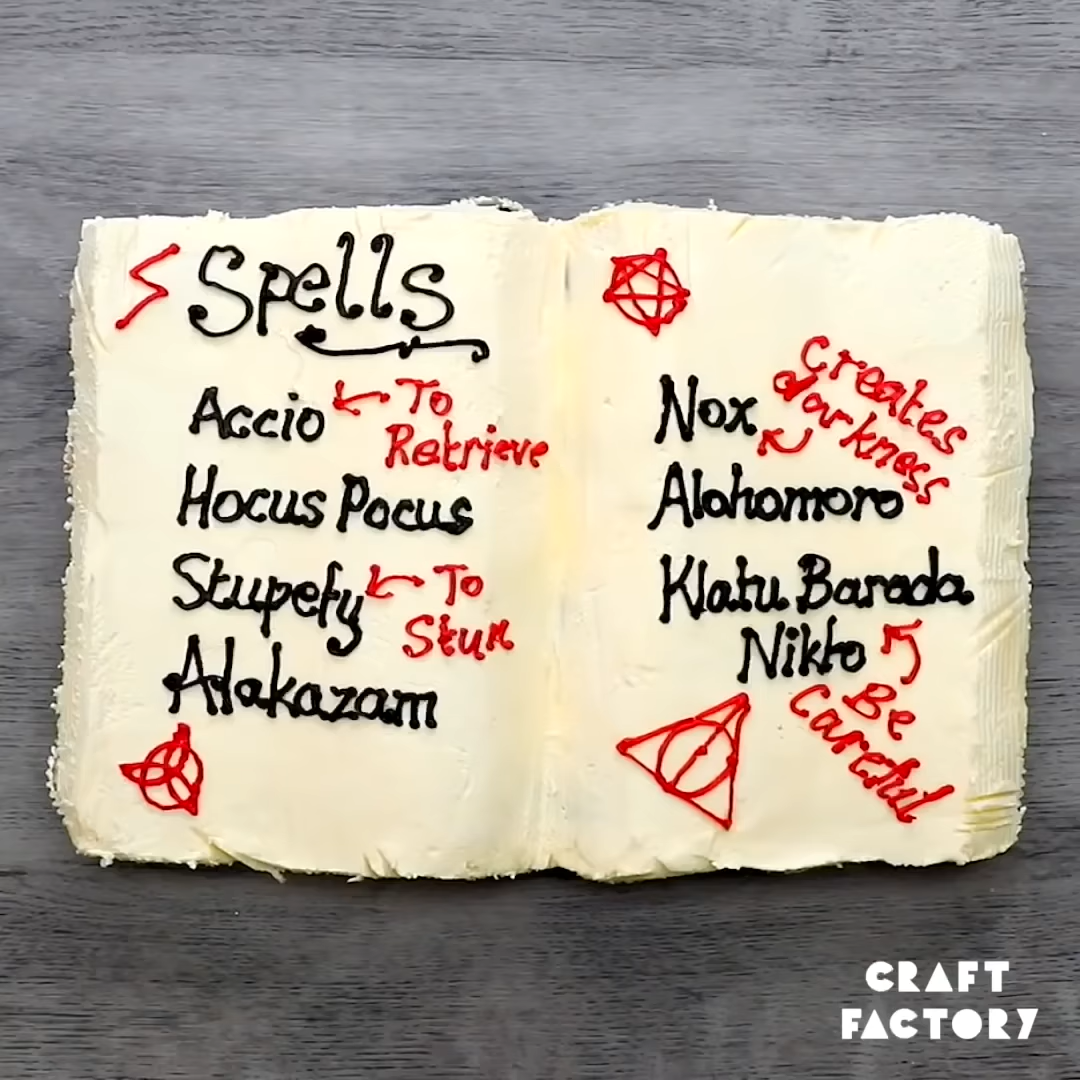 Spells
Accio
To
Retrieve
Hocus Pocus
Stupefy
To
Stun
Alakazam
Nox
Creates
darkness
Alohomora
Klatu Barada
Nikto
Be
Careful
CRAFT
FACTORY